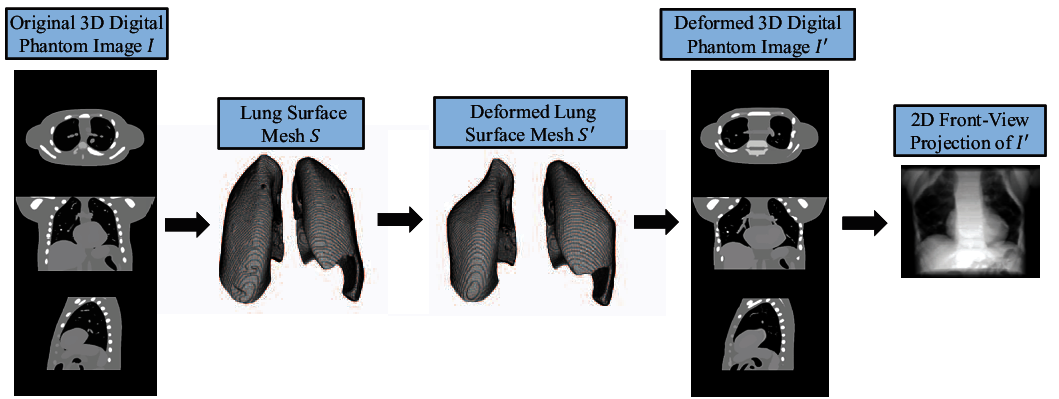 Original 3D Digital
Phantom Image I
Lung Surface
Mesh S
Deformed Lung
Surface Mesh S′
Deformed 3D Digital
Phantom Image I′
2D Front-View
Projection of I′